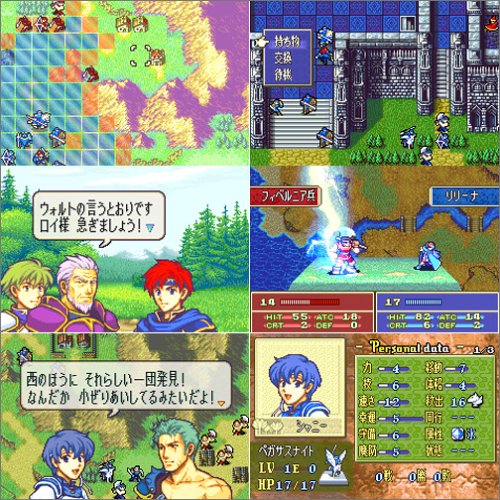 持ち物
交換
待機
ウォルトの言うとおりです
ロイ様 急ぎましょう!
フィベルニア兵 リリーナ
14 17
HIT 55 ATC 18 HIT 82 ATC 14
CRT 2 DEF 0 CRT 6 DEF 2
西のほうに それらしい一団発見!
なんだか 小ぜりあいしてるみたいだよ!
シャニー
ペガサスナイト
LV 1 E 0
HP 17/17
Personal data 1/3
力 4 移動 7
技 6 体格 4
速さ 12 救出 16
幸運 5 同行 ---
守備 6 属性 氷
魔防 5 状態 ---
0戦 0勝 0敗